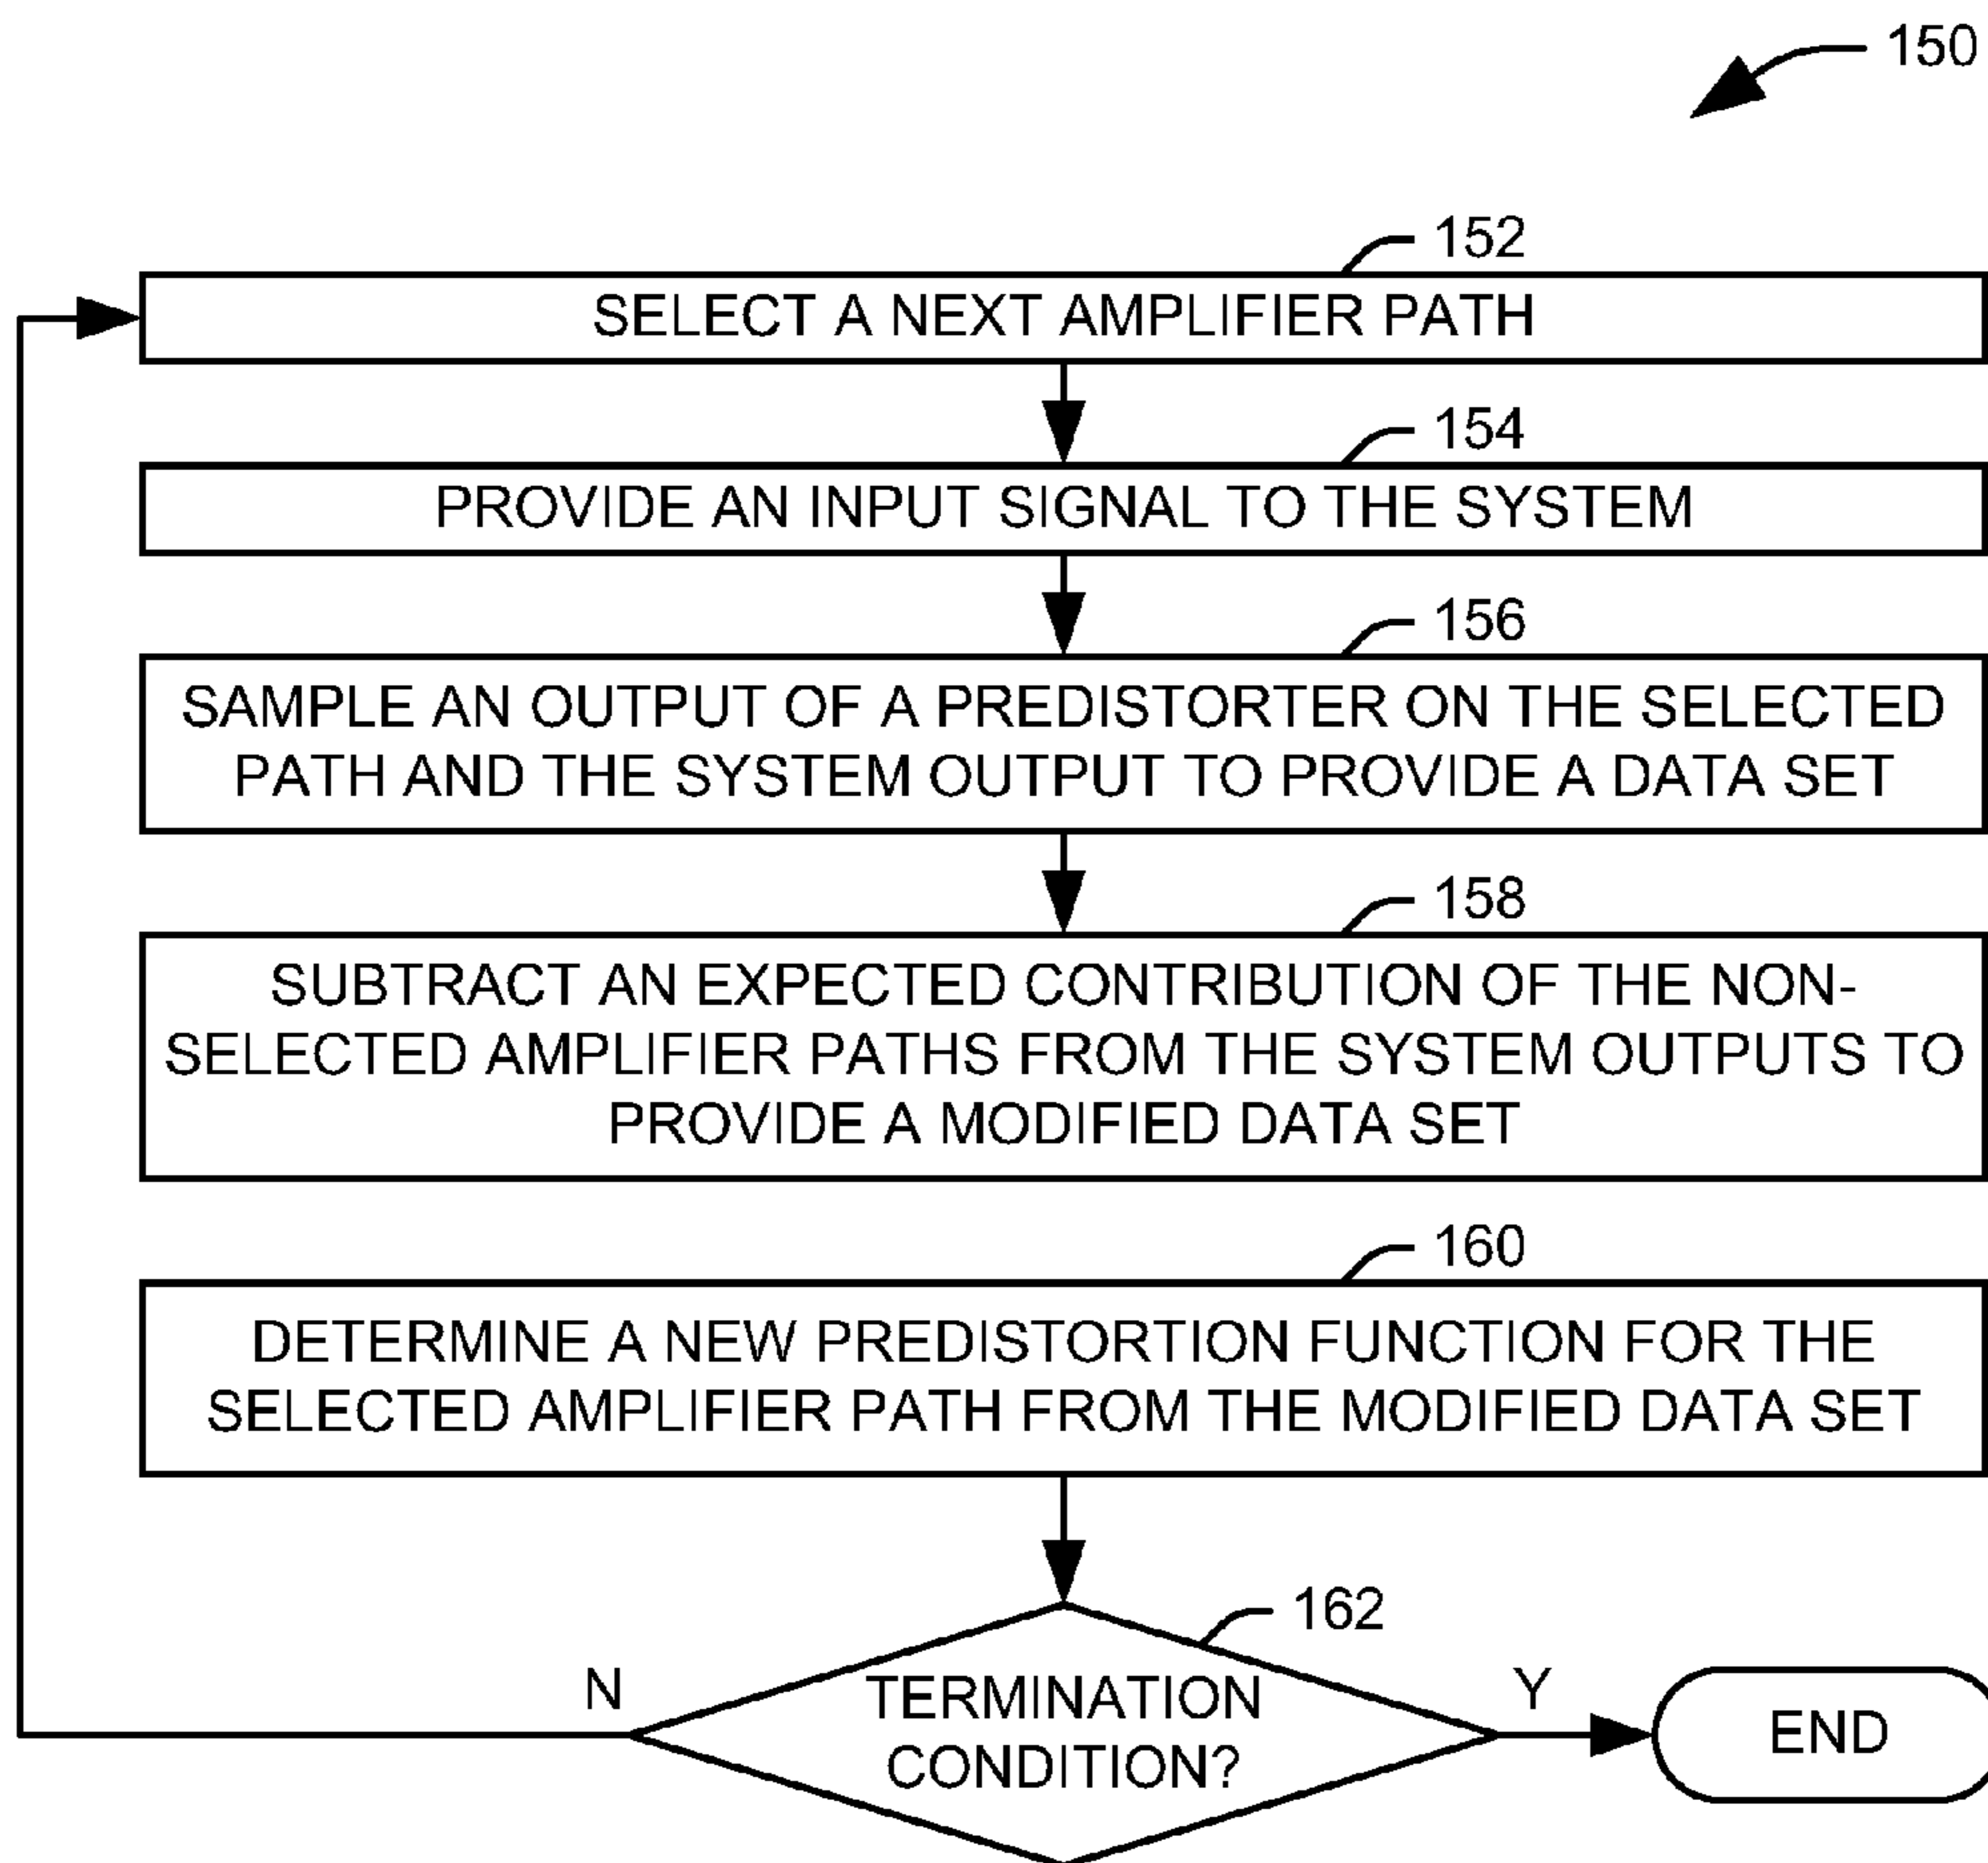 150
152
SELECT A NEXT AMPLIFIER PATH
154
PROVIDE AN INPUT SIGNAL TO THE SYSTEM
156
SAMPLE AN OUTPUT OF A PREDISTORTER ON THE SELECTED
PATH AND THE SYSTEM OUTPUT TO PROVIDE A DATA SET
158
SUBTRACT AN EXPECTED CONTRIBUTION OF THE NON-
SELECTED AMPLIFIER PATHS FROM THE SYSTEM OUTPUTS TO
PROVIDE A MODIFIED DATA SET
160
DETERMINE A NEW PREDISTORTION FUNCTION FOR THE
SELECTED AMPLIFIER PATH FROM THE MODIFIED DATA SET
162
N
TERMINATION
CONDITION?
Y
END